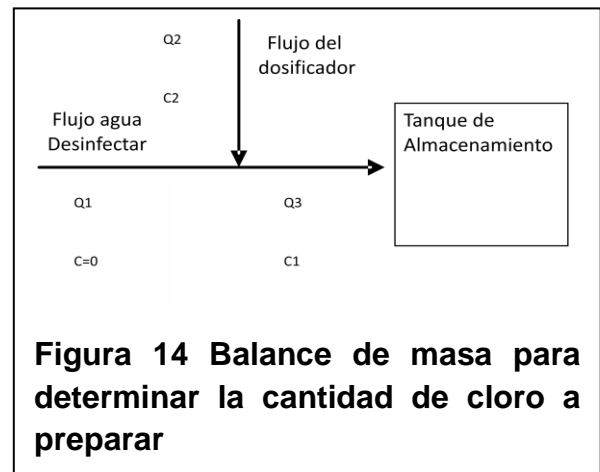 Q2
C2
Flujo del
dosificador
Flujo agua
Desinfectar
Tanque de
Almacenamiento
Q1
Q3
C=0
C1
Figura 14 Balance de masa para
determinar la cantidad de cloro a
preparar